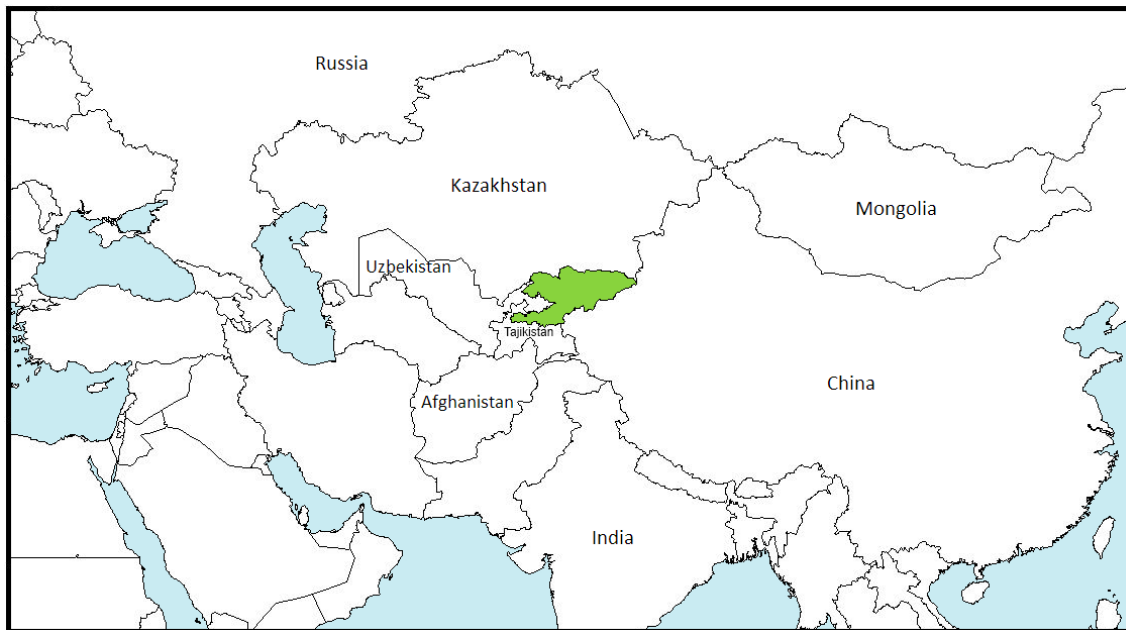 Russia
Kazakhstan
Mongolia
Uzbekistan
Tajikistan
China
Afghanistan
India